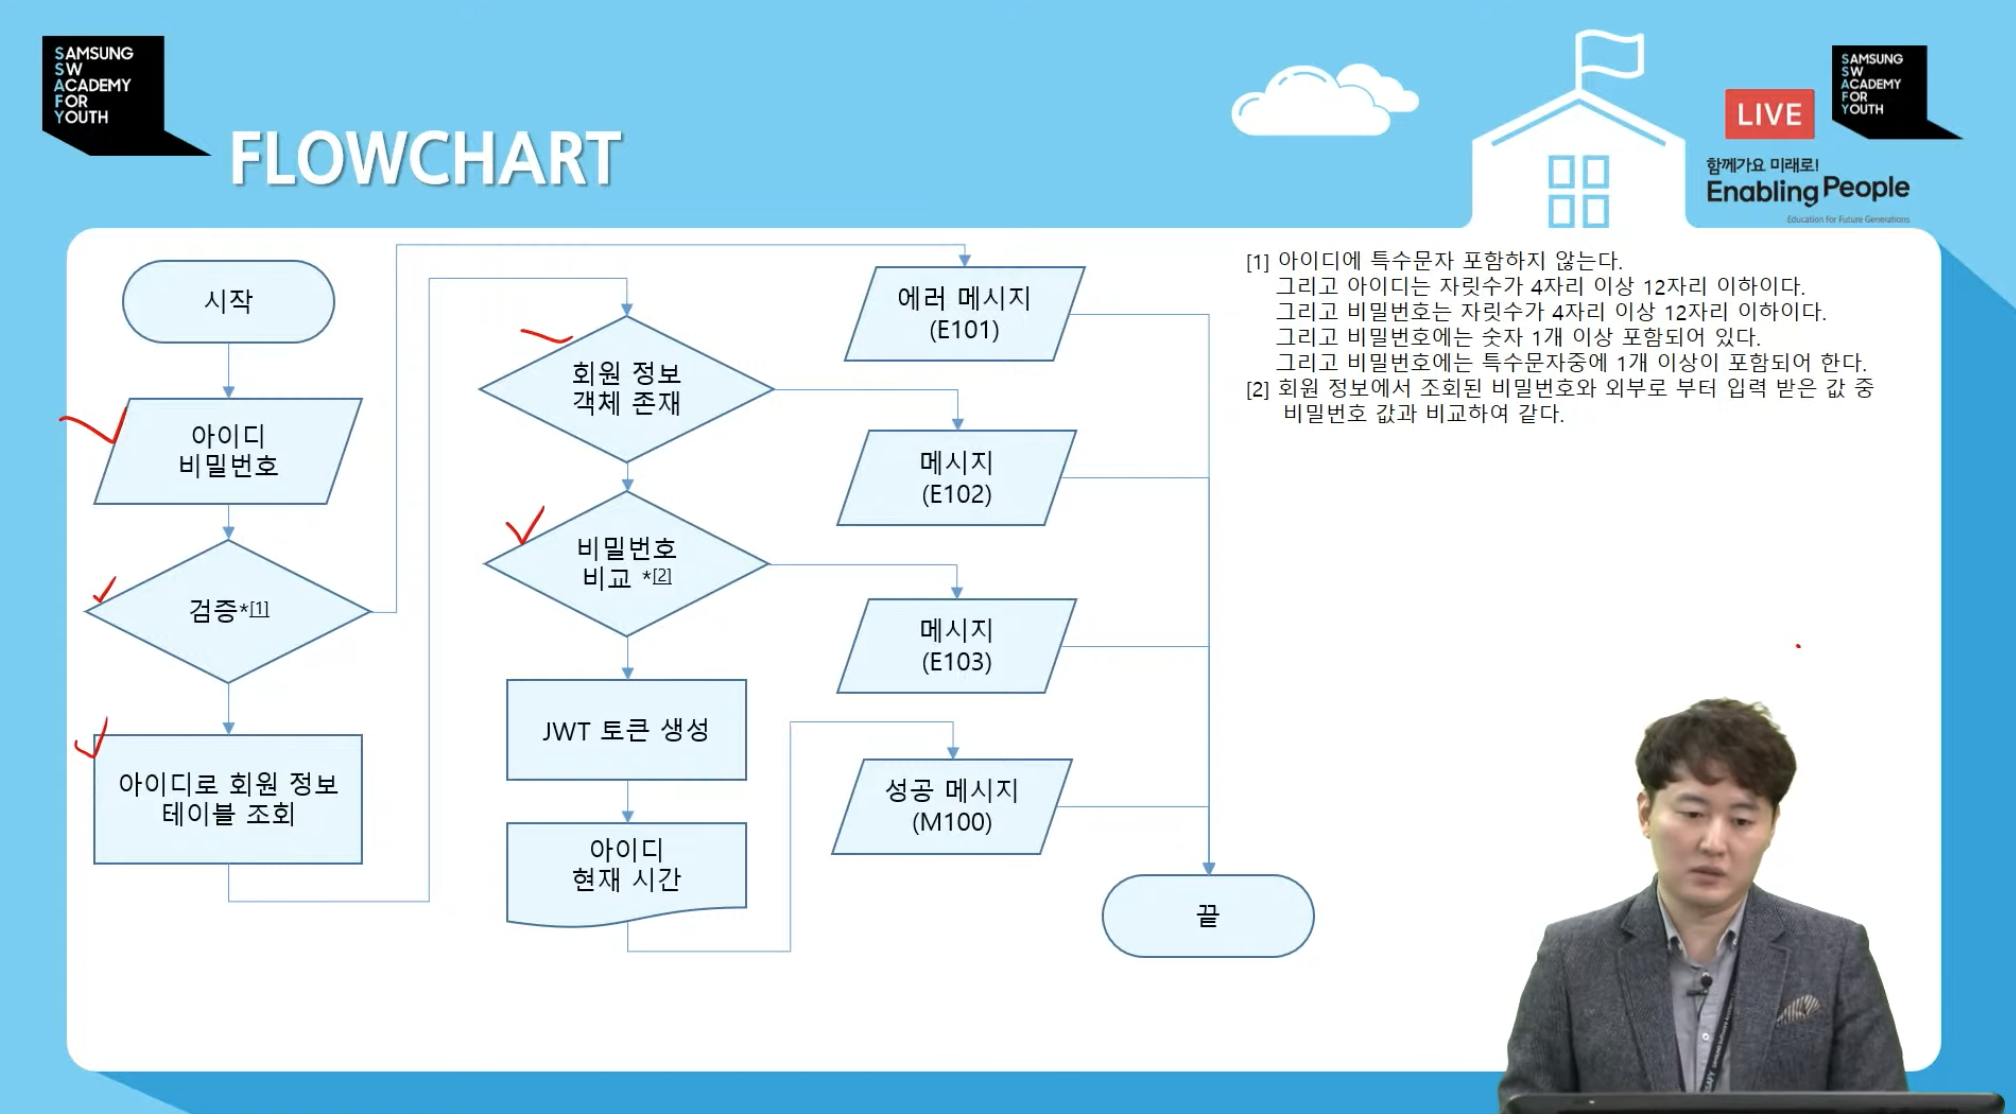 SAMSUNG
SW
ACADEMY
FOR
YOUTH
FLOWCHART
LIVE
SAMSUNG
SW
ACADEMY
FOR
YOUTH
함께가요 미래로!
Enabling People
Education for Future Generations
시작
아이디
비밀번호
검증*[1]
아이디로 회원 정보
테이블 조회
회원 정보
객체 존재
비밀번호
비교 *[2]
JWT 토큰 생성
아이디
현재 시간
에러 메시지
(E101)
메시지
(E102)
메시지
(E103)
성공 메시지
(M100)
끝
[1] 아이디에 특수문자 포함하지 않는다.
그리고 아이디는 자릿수가 4자리 이상 12자리 이하이다.
그리고 비밀번호는 자릿수가 4자리 이상 12자리 이하이다.
그리고 비밀번호에는 숫자 1개 이상 포함되어 있다.
그리고 비밀번호에는 특수문자중에 1개 이상이 포함되어 한다.
[2] 회원 정보에서 조회된 비밀번호와 외부로 부터 입력 받은 값 중
비밀번호 값과 비교하여 같다.